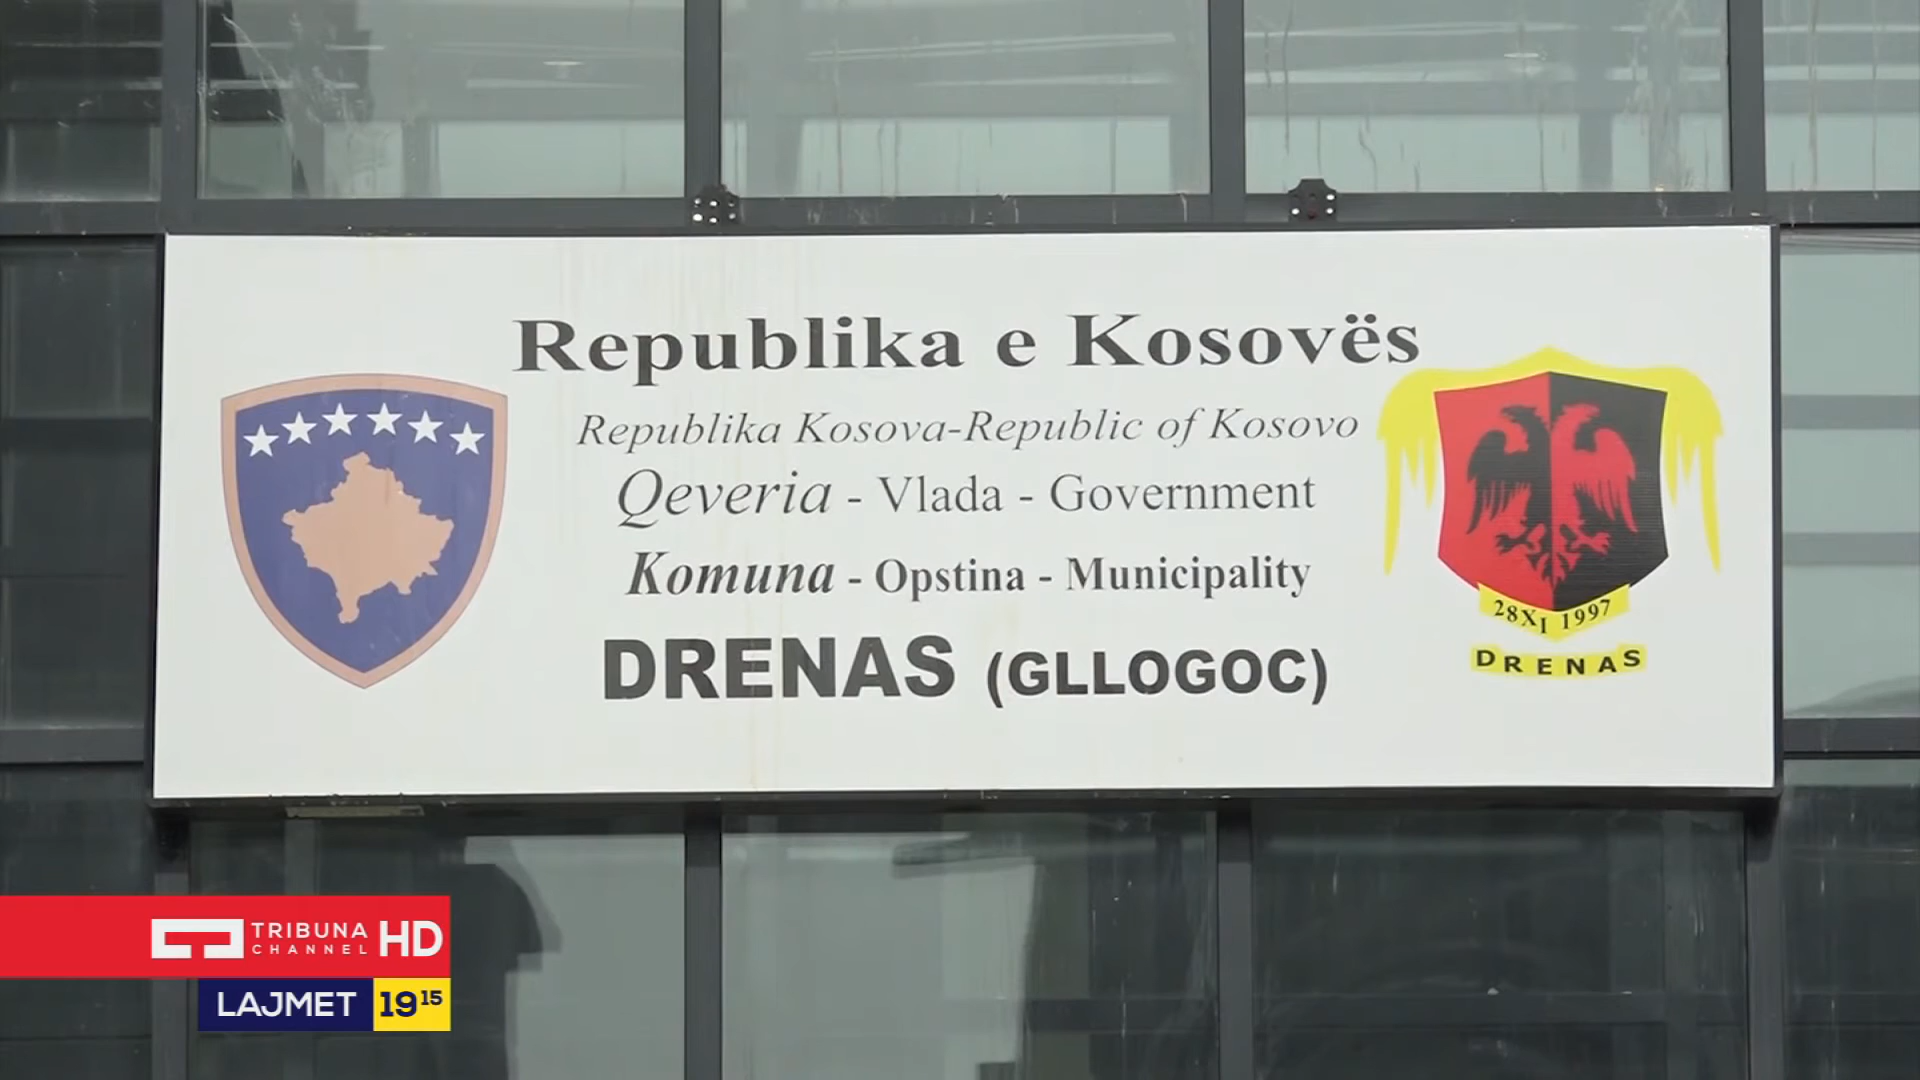 Republika e Kosovës
Republika Kosova-Republic of Kosovo
Qeveria - Vlada - Government
Komuna - Opstina - Municipality
DRENAS (GLLOGOC)
28XI 1997
DRENAS
TRIBUNA
CHANNEL
HD
LAJMET 19 15